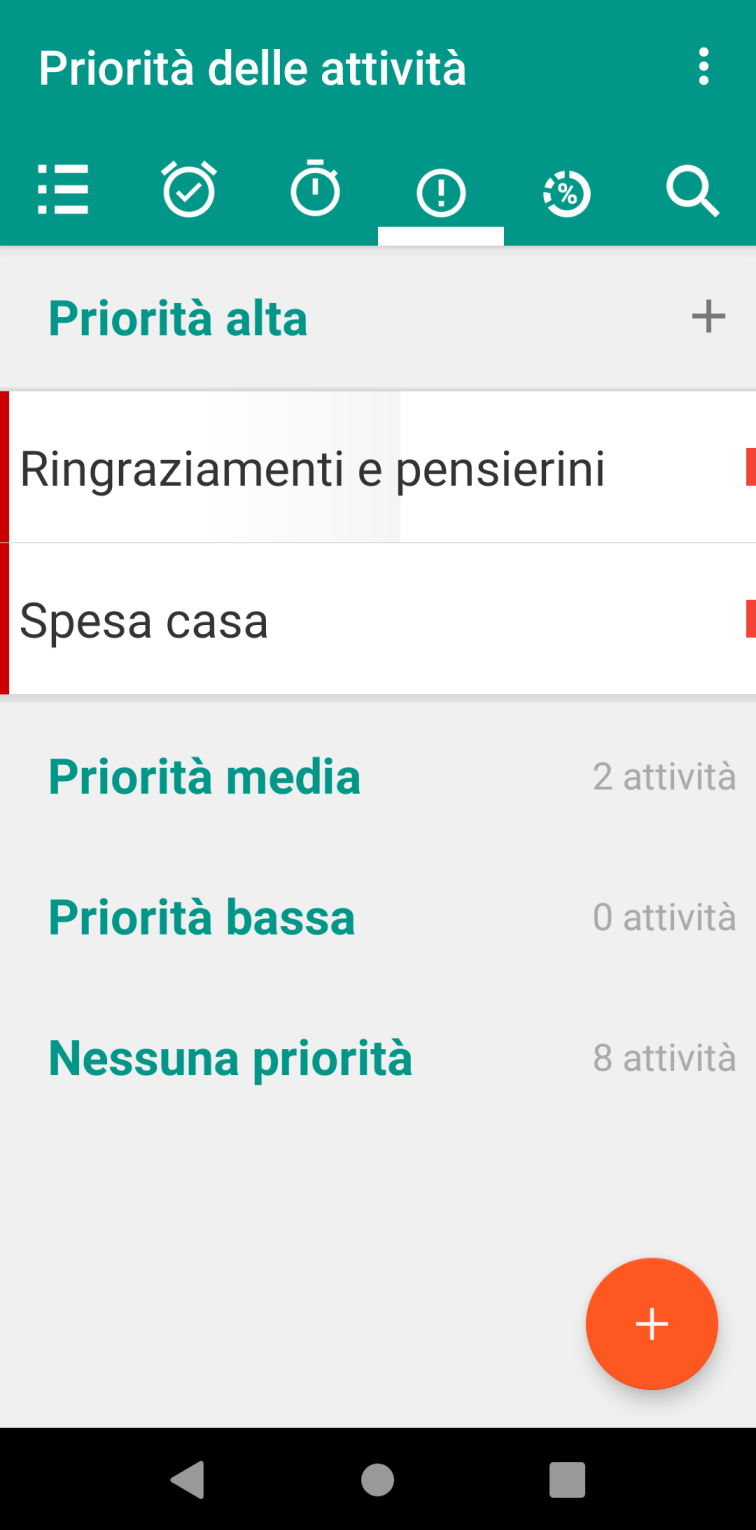 Priorità delle attività
Priorità alta
Ringraziamenti e pensierini
Spesa casa
Priorità media 2 attività
Priorità bassa 0 attività
Nessuna priorità 8 attività